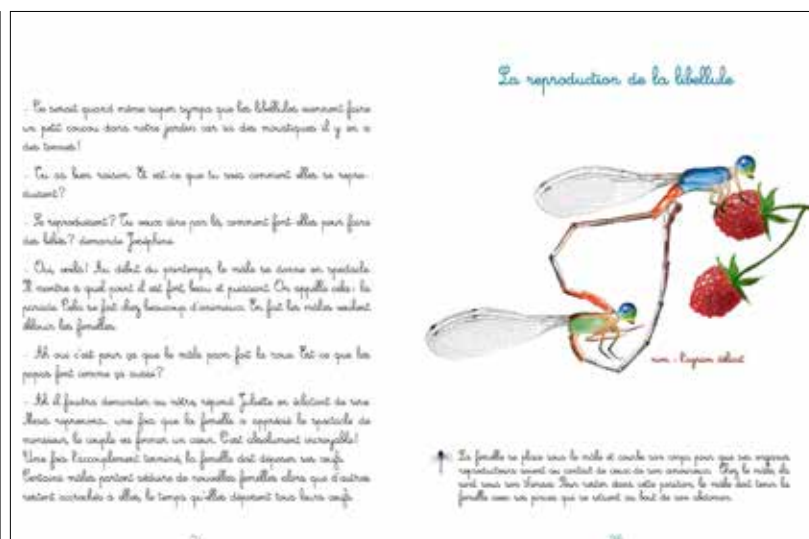 - Ce serait quand même super sympa que les libellules viennent faire
un petit coucou dans notre jardin car ici des moustiques il y en a
des tonnes !
- Tu as bien raison. Et est-ce que tu sais comment elles se repro-
duisent ?
- Se reproduisent ? Tu veux dire par là, comment font-elles pour faire
des bébés ? demande Joséphine.
- Oui, voilà ! Au début du printemps, le mâle se donne en spectacle.
Il montre à quel point il est fort, beau et puissant. On appelle cela : la
parade. Cela se fait chez beaucoup d'animaux. En fait les mâles veulent
séduire les femelles.
- Ah oui c'est pour ça que le mâle paon fait la roue. Est-ce que les
papas font comme ça aussi ?
- Ah il faudra demander au nôtre, répond Juliette en éclatant de rire.
Mais reprenons : une fois que la femelle a apprécié le spectacle de
monsieur, le couple va former un cœur. C'est absolument incroyable !
Une fois l'accouplement terminé, la femelle doit déposer ses œufs.
Certains mâles partent séduire de nouvelles femelles alors que d'autres
restent accrochés à elles, le temps qu'elles déposent tous leurs œufs.
La reproduction de la libellule
nom : l'agrion délicat
La femelle se place sous le mâle et courbe son corps pour que ses organes
reproducteurs soient au contact de ceux de son amoureux. Chez le mâle, ils
sont sous son thorax. Pour rester dans cette position, le mâle doit tenir la
femelle avec ses pinces qui se situent au bout de son abdomen.